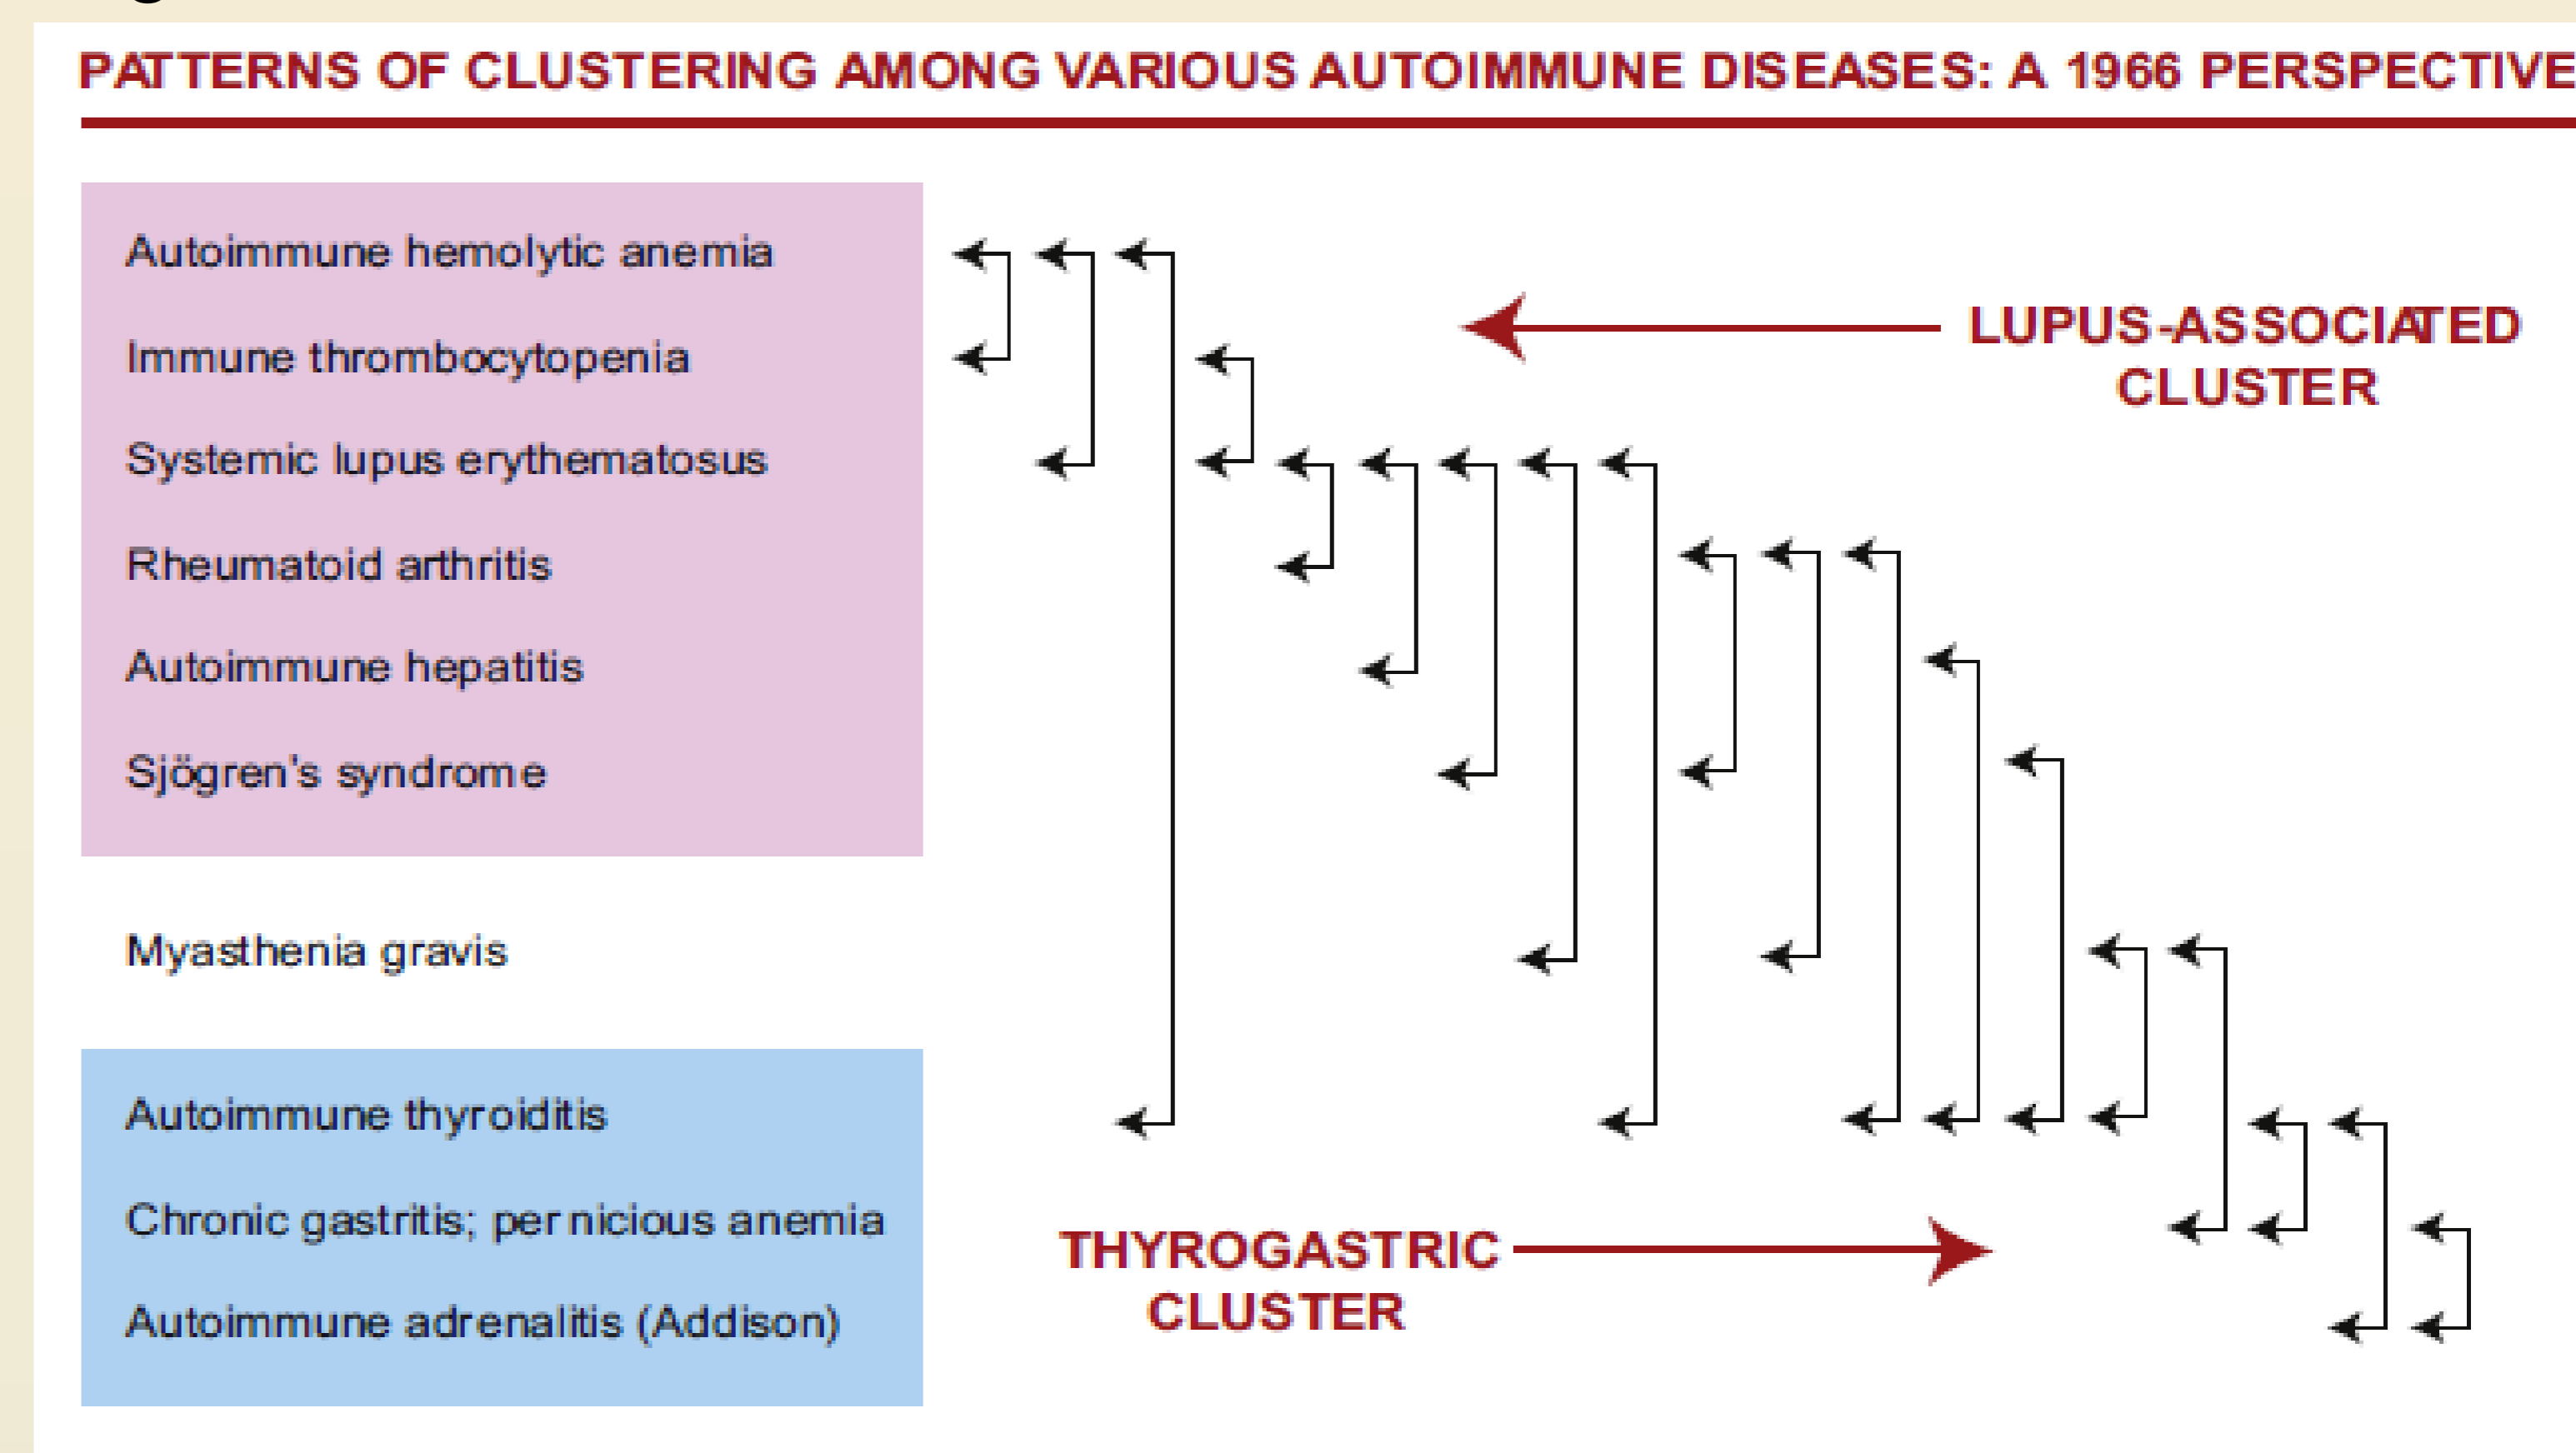 PATTERNS OF CLUSTERING AMONG VARIOUS AUTOIMMUNE DISEASES: A 1966 PERSPECTIVE
Autoimmune hemolytic anemia
LUPUS-ASSOCIATED
CLUSTER
Immune thrombocytopenia
Systemic lupus erythematosus
Rheumatoid arthritis
Autoimmune hepatitis
Sjögren's syndrome
Myasthenia gravis
Autoimmune thyroiditis
Chronic gastritis; pernicious anemia
THYROGASTRIC
CLUSTER
Autoimmune adrenalitis (Addison)